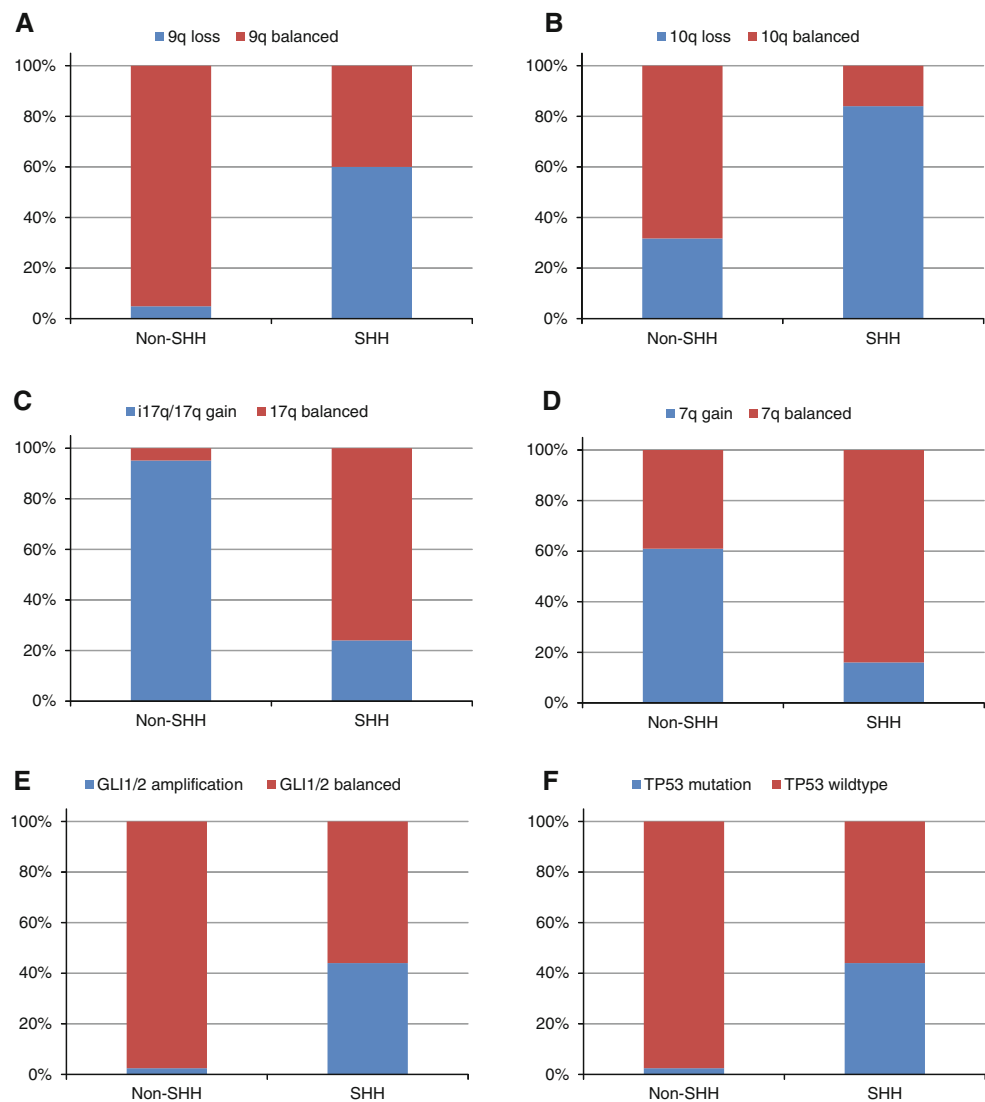 A
9q loss 9q balanced
100%
80%
60%
40%
20%
0%
Non-SHH SHH
B
10q loss 10q balanced
100%
80%
60%
40%
20%
0%
Non-SHH SHH
C
i17q/17q gain 17q balanced
100%
80%
60%
40%
20%
0%
Non-SHH SHH
D
7q gain 7q balanced
100%
80%
60%
40%
20%
0%
Non-SHH SHH
E
GLI1/2 amplification GLI1/2 balanced
100%
80%
60%
40%
20%
0%
Non-SHH SHH
F
TP53 mutation TP53 wildtype
100%
80%
60%
40%
20%
0%
Non-SHH SHH